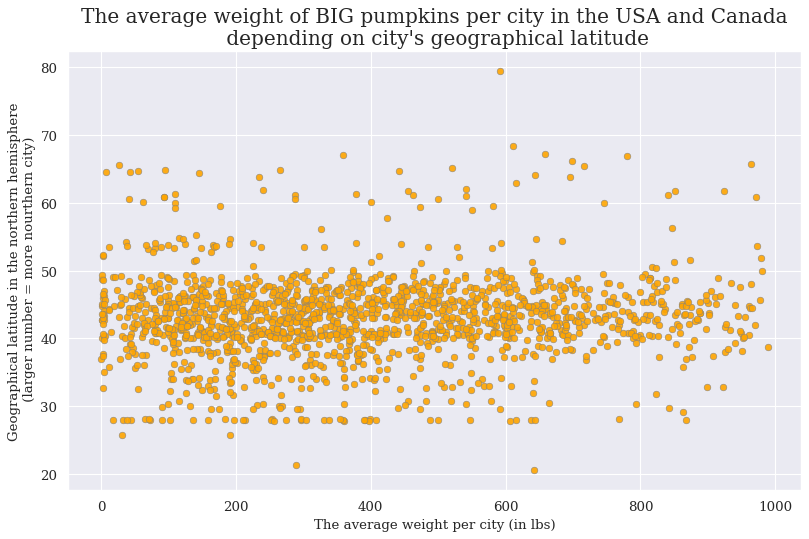 The average weight of BIG pumpkins per city in the USA and Canada
depending on city's geographical latitude
Geographical latitude in the northern hemisphere
(larger number = more nourthern city)
80
70
60
50
40
30
20
0
200
400
600
800
1000
The average weight per city (in lbs)